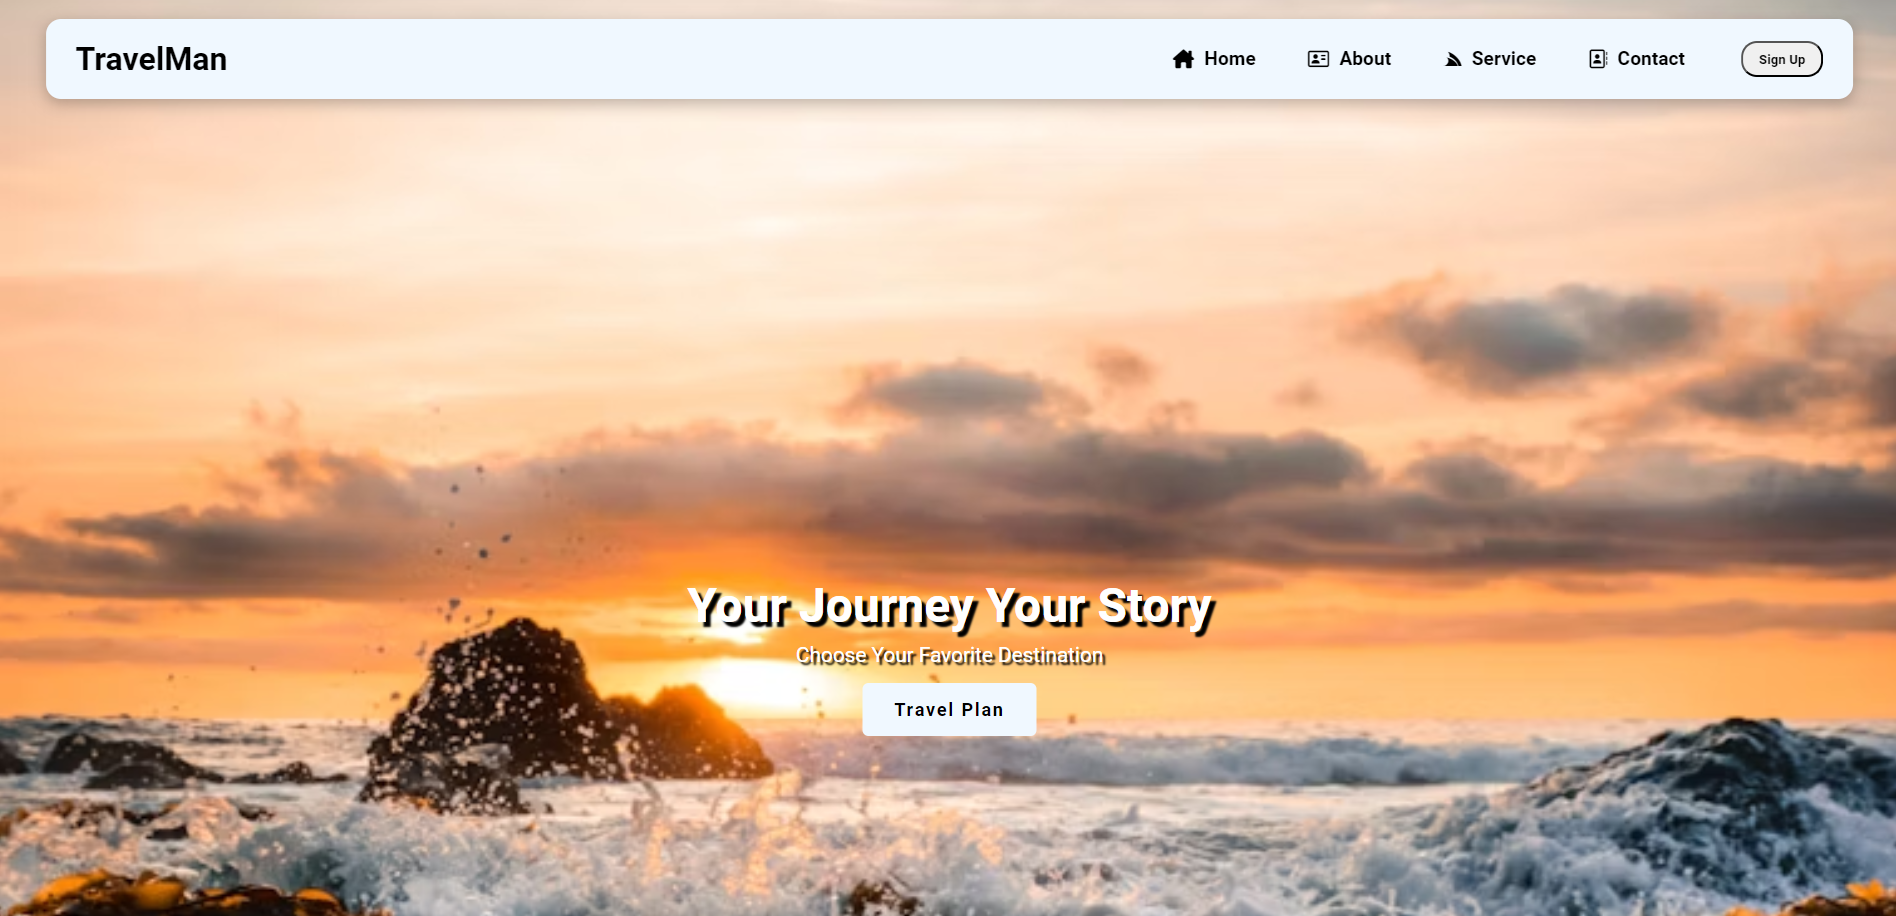 TravelMan
Home About Service Contact Sign Up
Your Journey Your Story
Choose Your Favorite Destination
Travel Plan